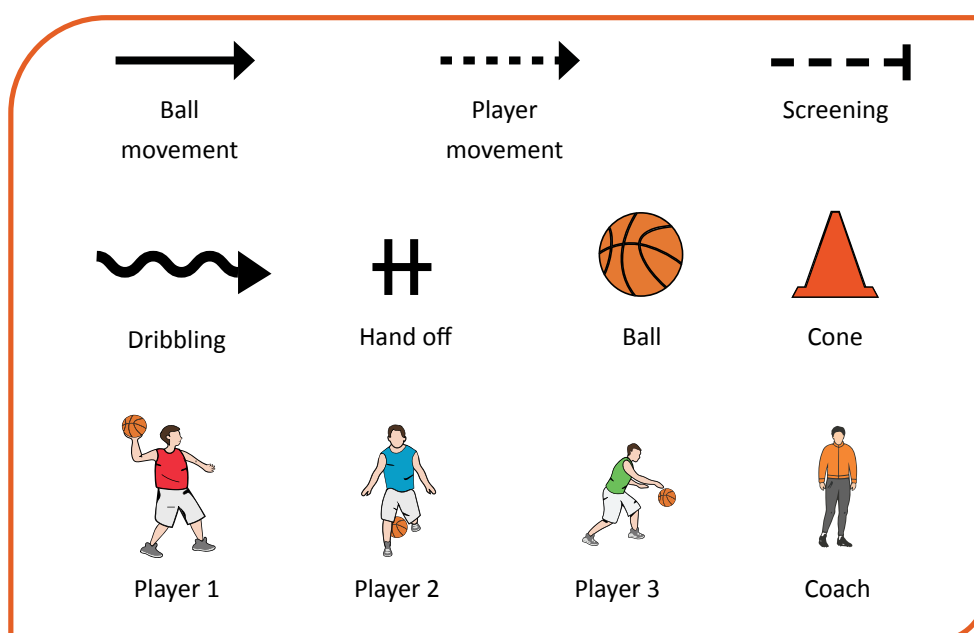 Ball
movement
Player
movement
Screening
Dribbling
Hand off
Ball
Cone
Player 1
Player 2
Player 3
Coach